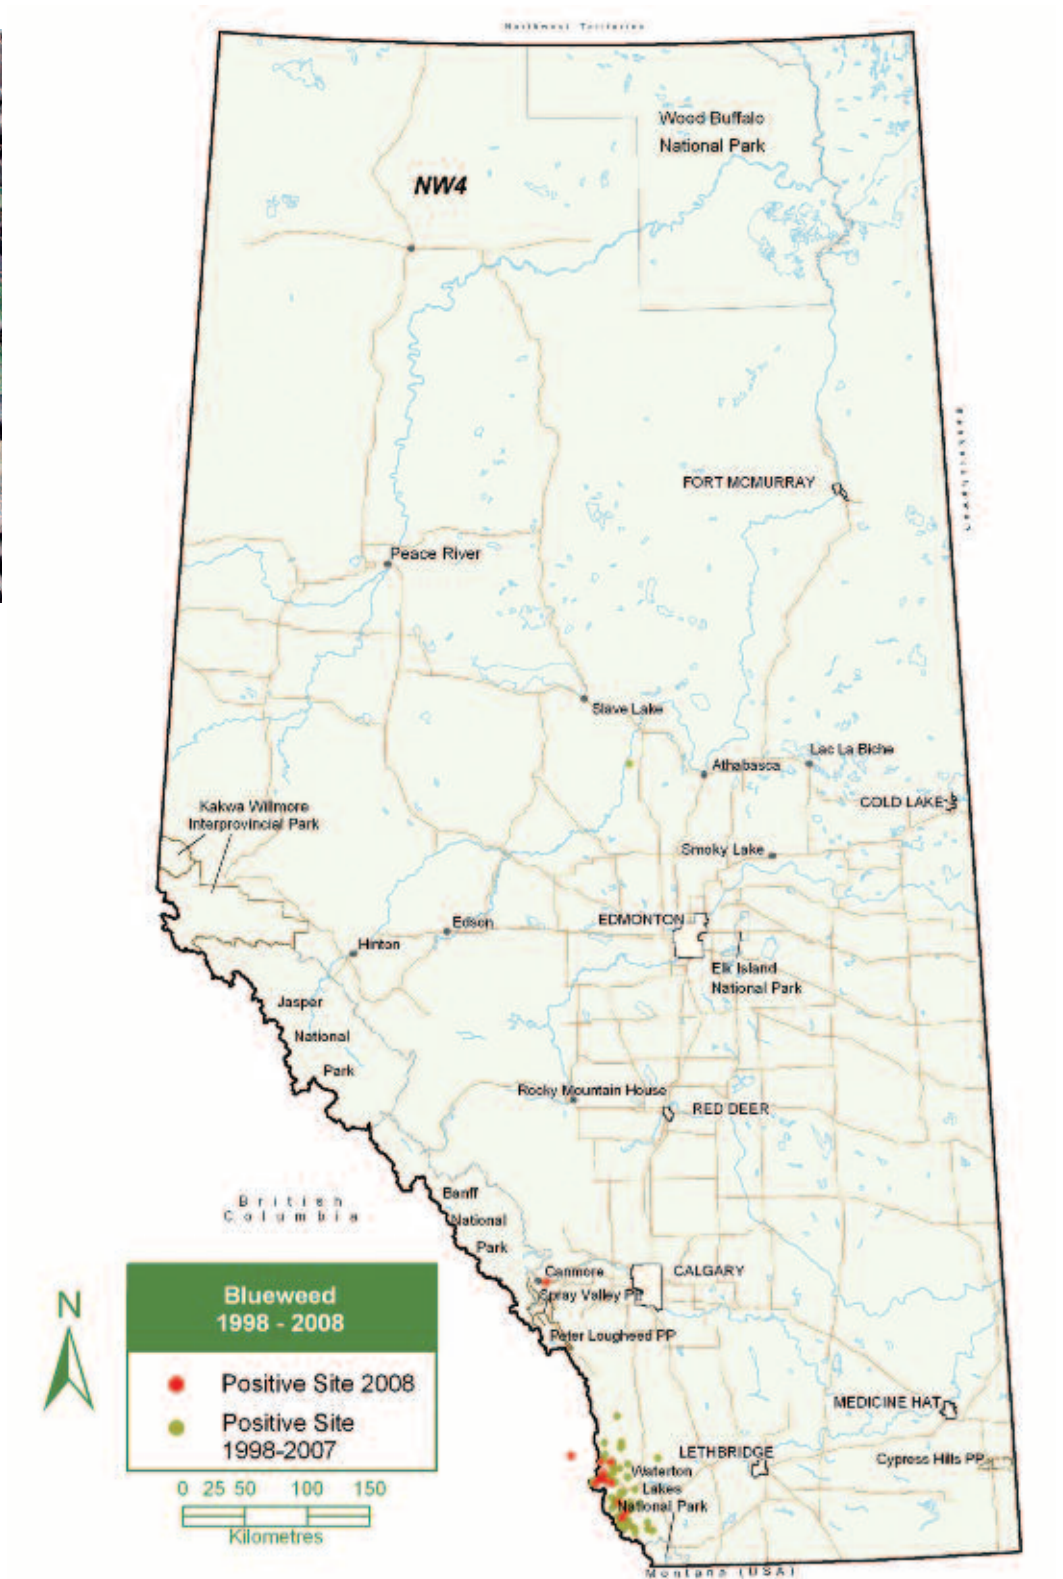 Northwest Territories
Wood Buffalo
National Park
NW4
FORT MCMURRAY
Peace River
Slave Lake
Lac La Biche
Athabasca
COLD LAKE
Kakwa Willmore
Interprovincial Park
Smoky Lake
EDMONTON
Edson
Hinton
Elk Island
National Park
Jasper
National
Park
Rocky Mountain House
RED DEER
British
Columbia
Banff
National
Park
Canmore
CALGARY
Spray Valley PP
Peter Lougheed PP
Blueweed
1998 - 2008
N
Positive Site 2008
Positive Site
1998-2007
0 25 50 100 150
Kilometres
MEDICINE HAT
LETHBRIDGE
Cypress Hills PP
Waterton
Lakes
National Park
Montana (USA)